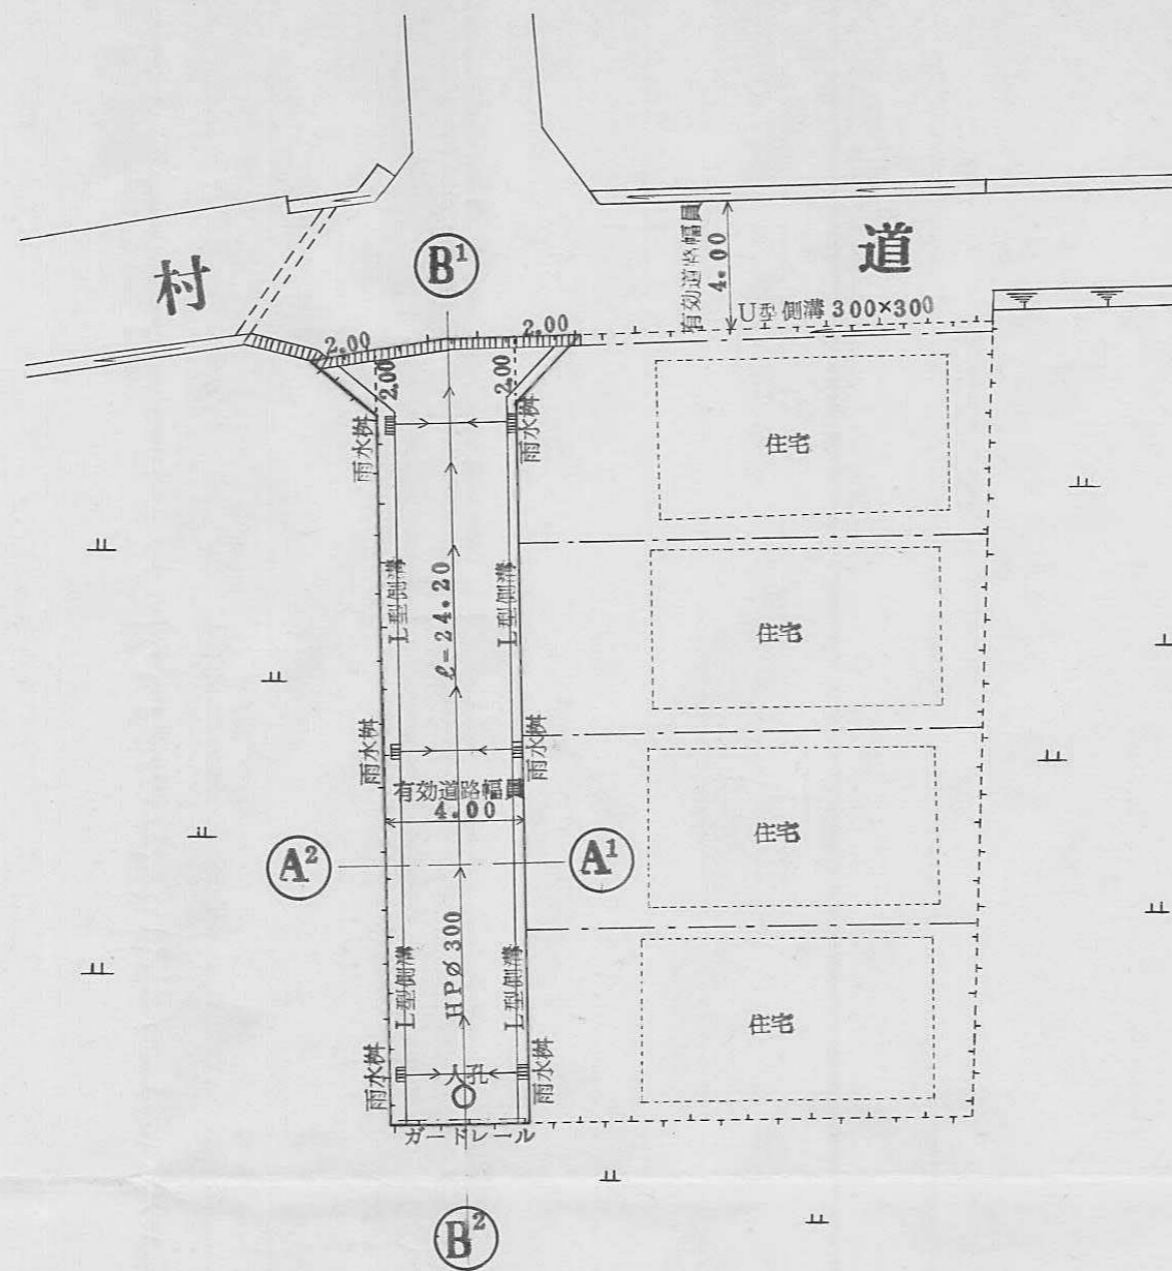 村
道
B¹
有効道路幅員
4.00
U型側溝 300×300
2.00
2.00
2.00
2.00
雨水桝
雨水桝
住宅
L型側溝
ℓ=24.20
L型側溝
住宅
雨水桝
雨水桝
有効道路幅員
4.00
住宅
A²
A¹
L型側溝
HPφ300
L型側溝
住宅
雨水桝
人孔
雨水桝
ガードレール
B²